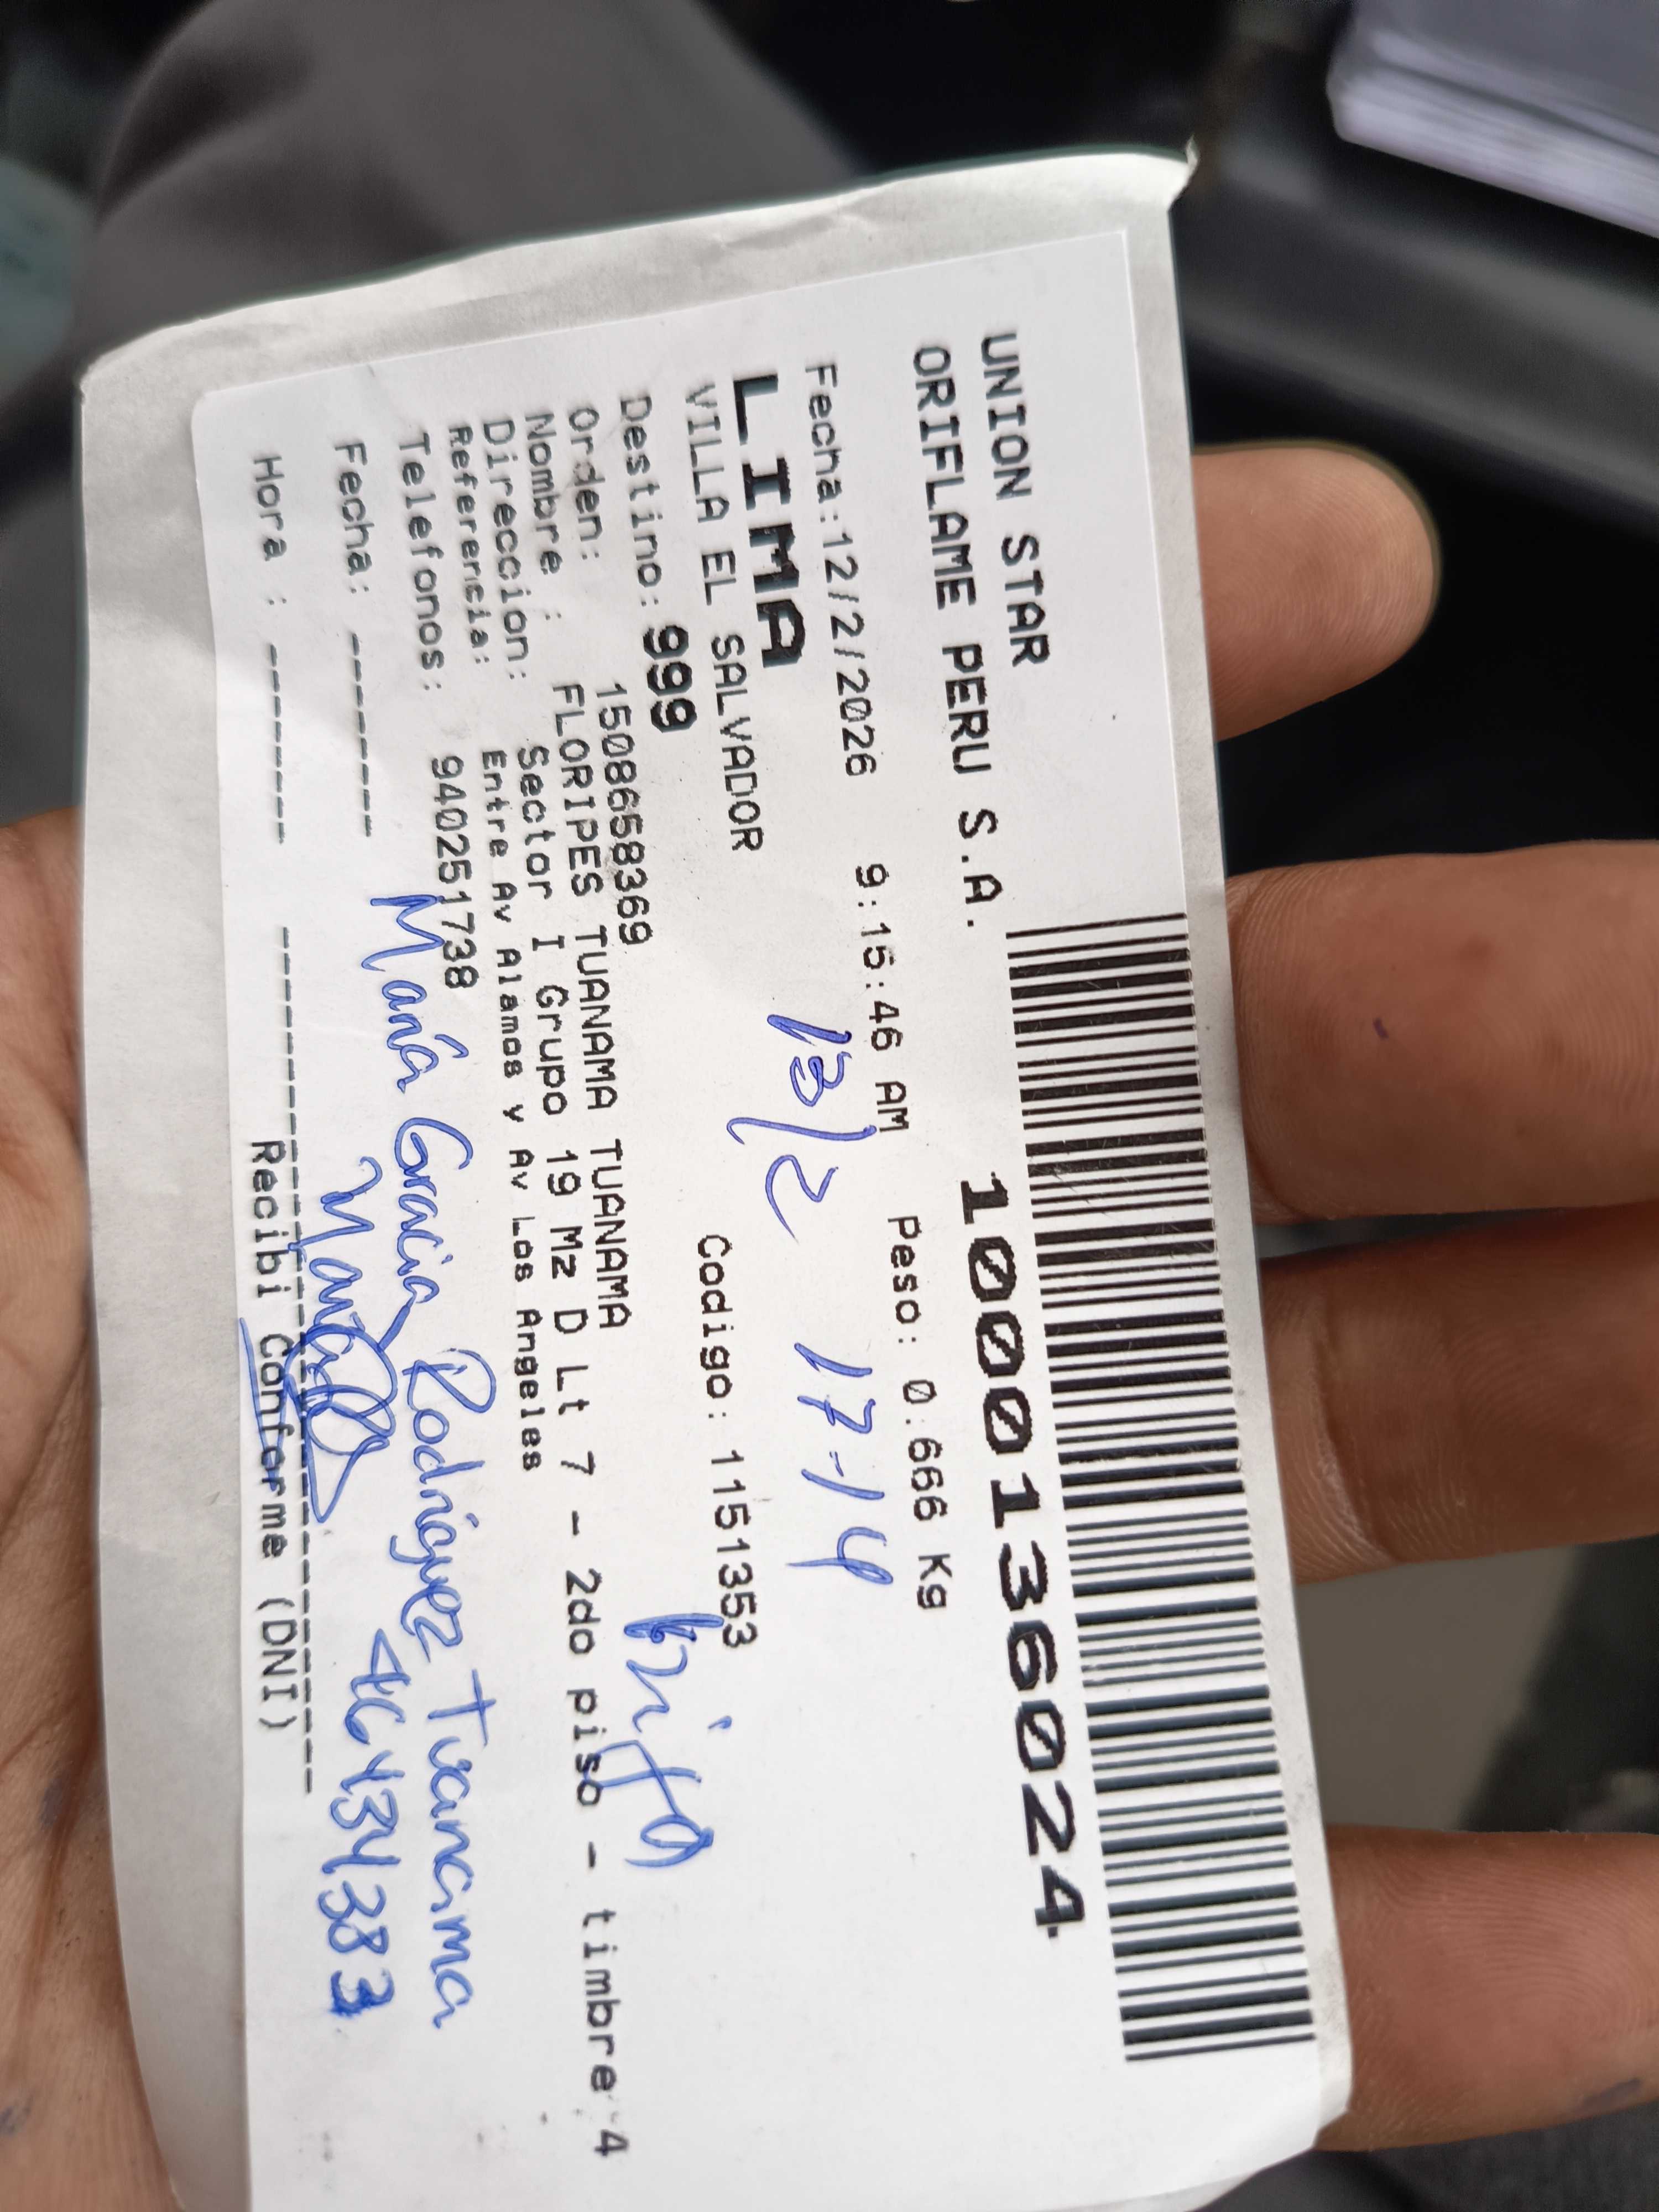 UNION STAR
ORIFLAME PERU S.A. 1000136024
Fecha:12/2/2026 9:15:46 AM Peso: 0.666 Kg
LIMA 13/2 17-14
VILLA EL SALVADOR Codigo: 1151353
Destino: 999
Orden: 1508658369
Nombre : FLORIPES TUANAMA TUANAMA
Direccion: Sector I Grupo 19 Mz D Lt 7 - 2do piso - timbre 4
Referencia: Entre Av Alamos y Av Los Angeles
Telefonos: 940251738
María Gracia Rodríguez Tuanama
Fecha: -------
Hora : -------
Recibi Conforme (DNI)